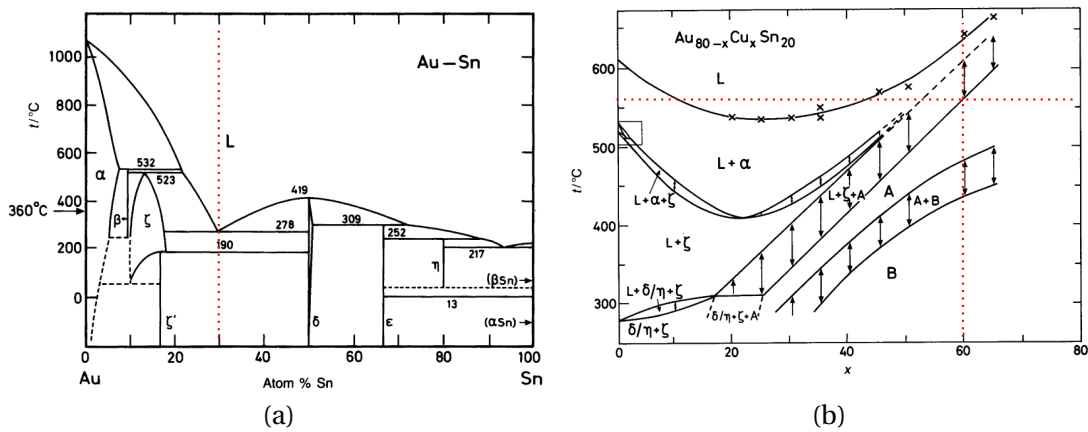 Au–Sn
t/°C
1000
800
600
400
360°C
200
0
L
α
532
523
β
ζ
419
278
309
252
190
217
η
(βSn)
13
(αSn)
ζ'
δ
ε
0 20 40 60 80 100
Au Atom % Sn Sn
(a)
Au80-xCuxSn20
t/°C
600
500
400
300
L
L+α
L+α+ζ
L+ζ
L+ζ+A
A
A+B
B
L+δ/η+ζ
δ/η+ζ
δ/η+ζ+A
0 20 40 60 80
x
(b)